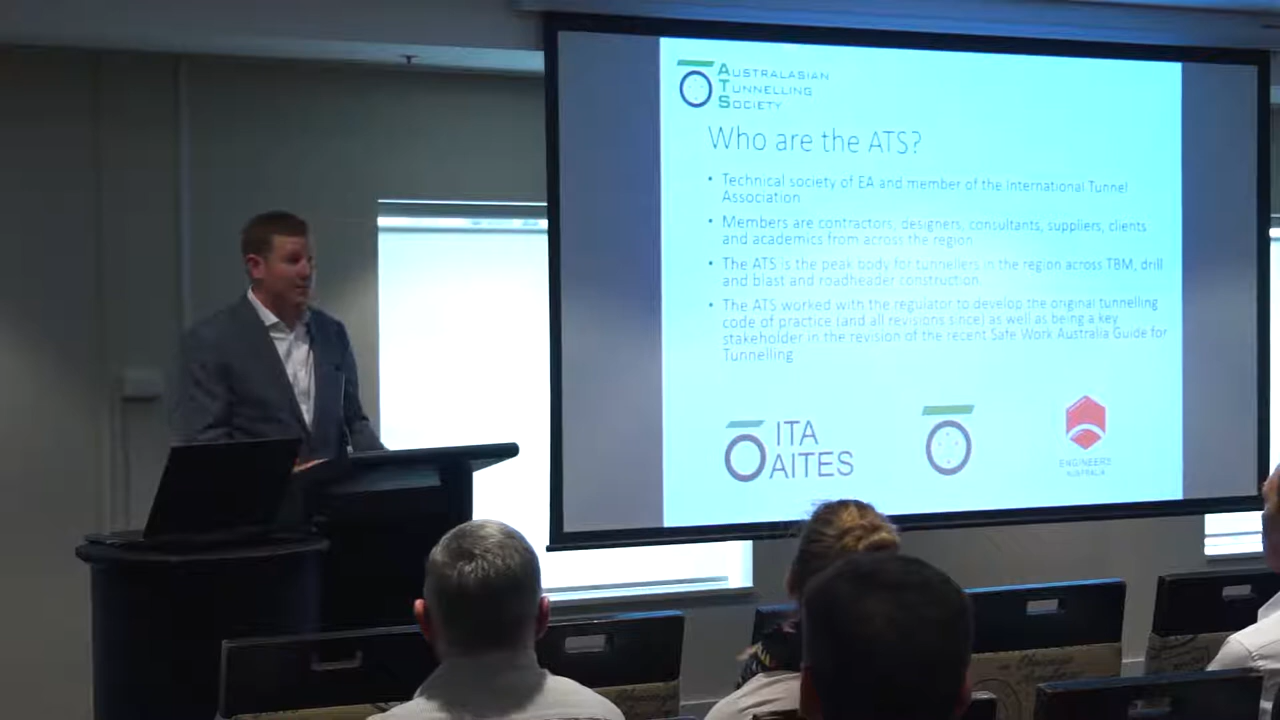 AUSTRALASIAN
TUNNELLING
SOCIETY
Who are the ATS?
• Technical society of EA and member of the International Tunnel
Association
• Members are contractors, designers, consultants, suppliers, clients
and academics from across the region.
• The ATS is the peak body for tunnellers in the region across TBM, drill
and blast and roadheader construction.
• The ATS worked with the regulator to develop the original tunnelling
code of practice (and all revisions since) as well as being a key
stakeholder in the revision of the recent Safe Work Australia Guide for
Tunnelling
ITA
AITES
ENGINEERS
AUSTRALIA